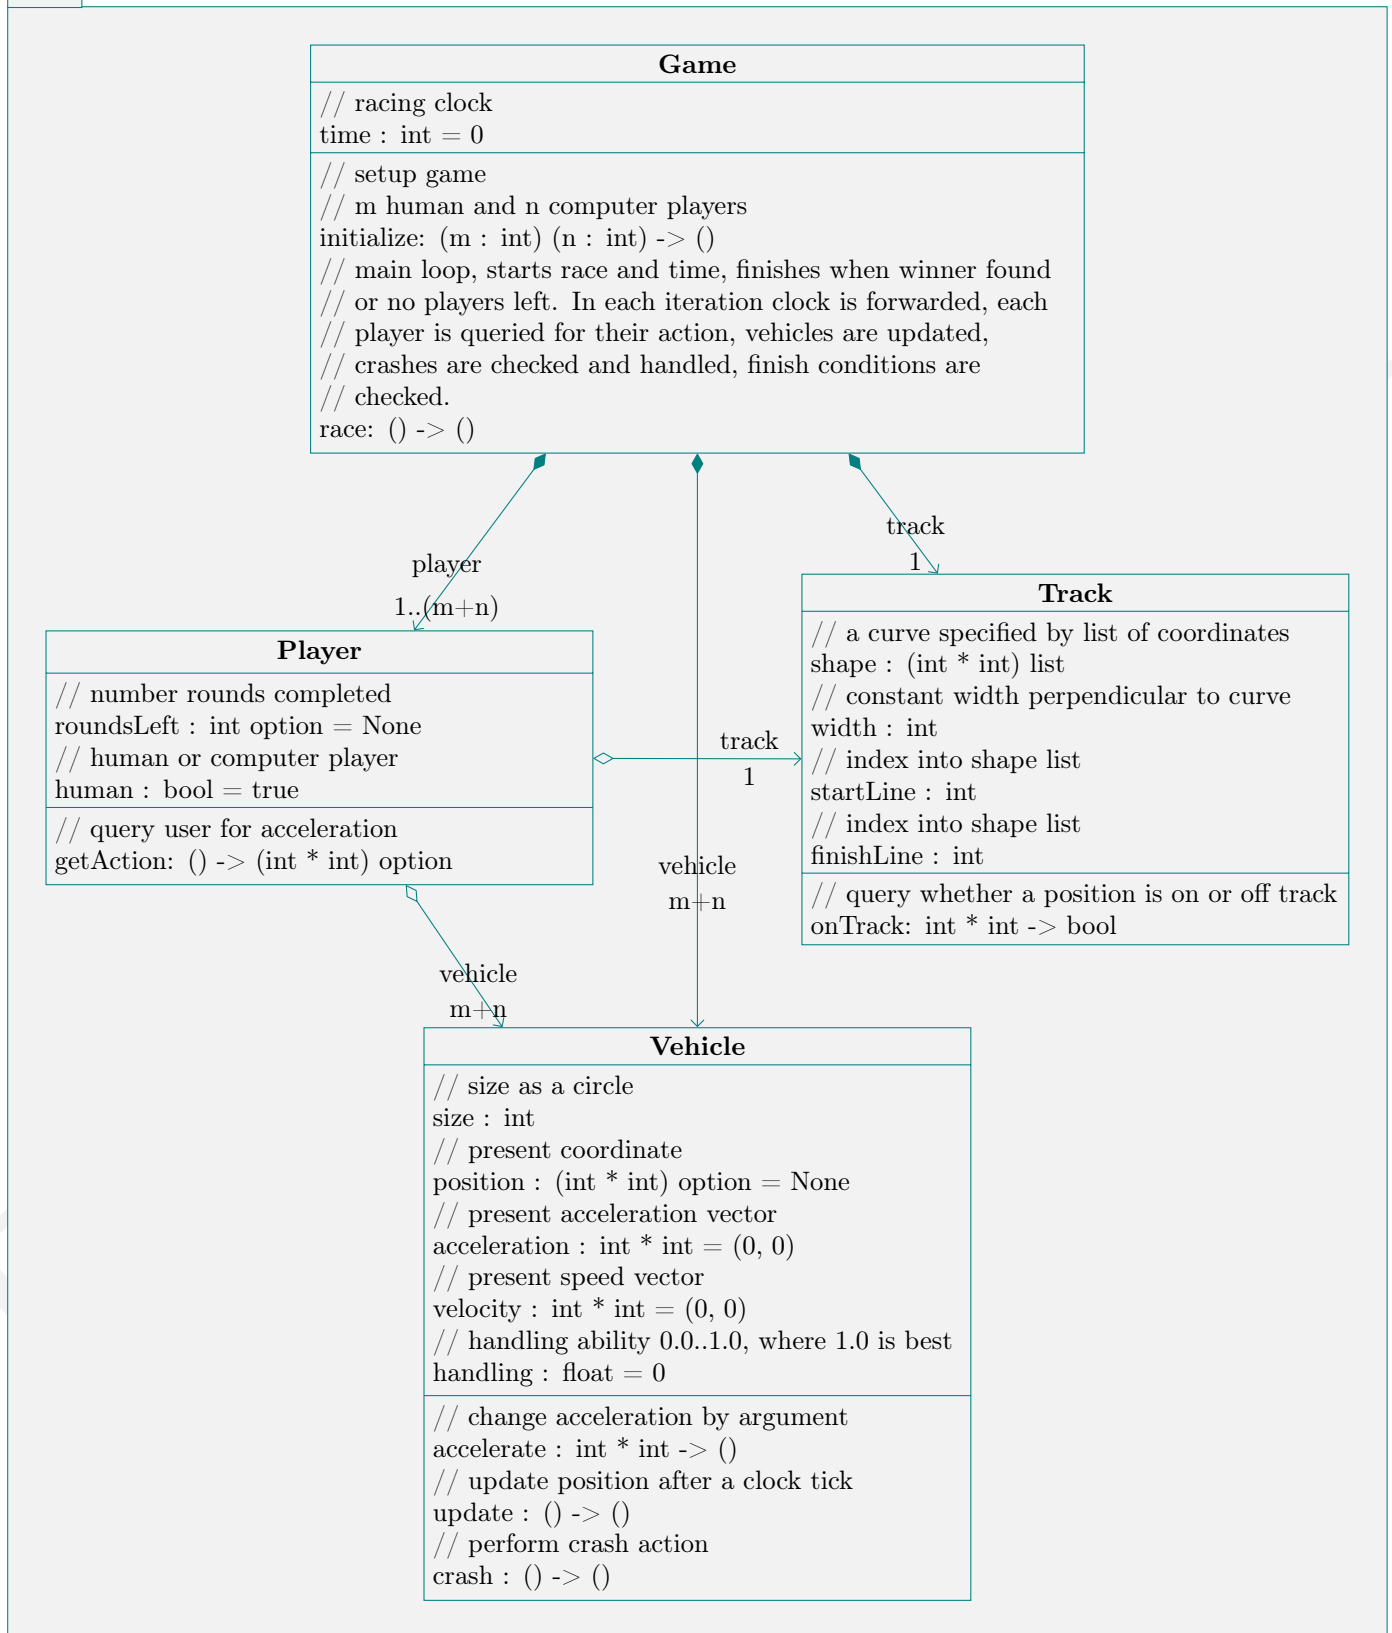 Game
// racing clock
time : int = 0
// setup game
// m human and n computer players
initialize: (m : int) (n : int) -> ()
// main loop, starts race and time, finishes when winner found
// or no players left. In each iteration clock is forwarded, each
// player is queried for their action, vehicles are updated,
// crashes are checked and handled, finish conditions are
// checked.
race: () -> ()
player
1..(m+n)
track
1
Player
// number rounds completed
roundsLeft : int option = None
// human or computer player
human : bool = true
// query user for acceleration
getAction: () -> (int * int) option
track
1
Track
// a curve specified by list of coordinates
shape : (int * int) list
// constant width perpendicular to curve
width : int
// index into shape list
startLine : int
// index into shape list
finishLine : int
// query whether a position is on or off track
onTrack: int * int -> bool
vehicle
m+n
vehicle
m+n
Vehicle
// size as a circle
size : int
// present coordinate
position : (int * int) option = None
// present acceleration vector
acceleration : int * int = (0, 0)
// present speed vector
velocity : int * int = (0, 0)
// handling ability 0.0..1.0, where 1.0 is best
handling : float = 0
// change acceleration by argument
accelerate : int * int -> ()
// update position after a clock tick
update : () -> ()
// perform crash action
crash : () -> ()